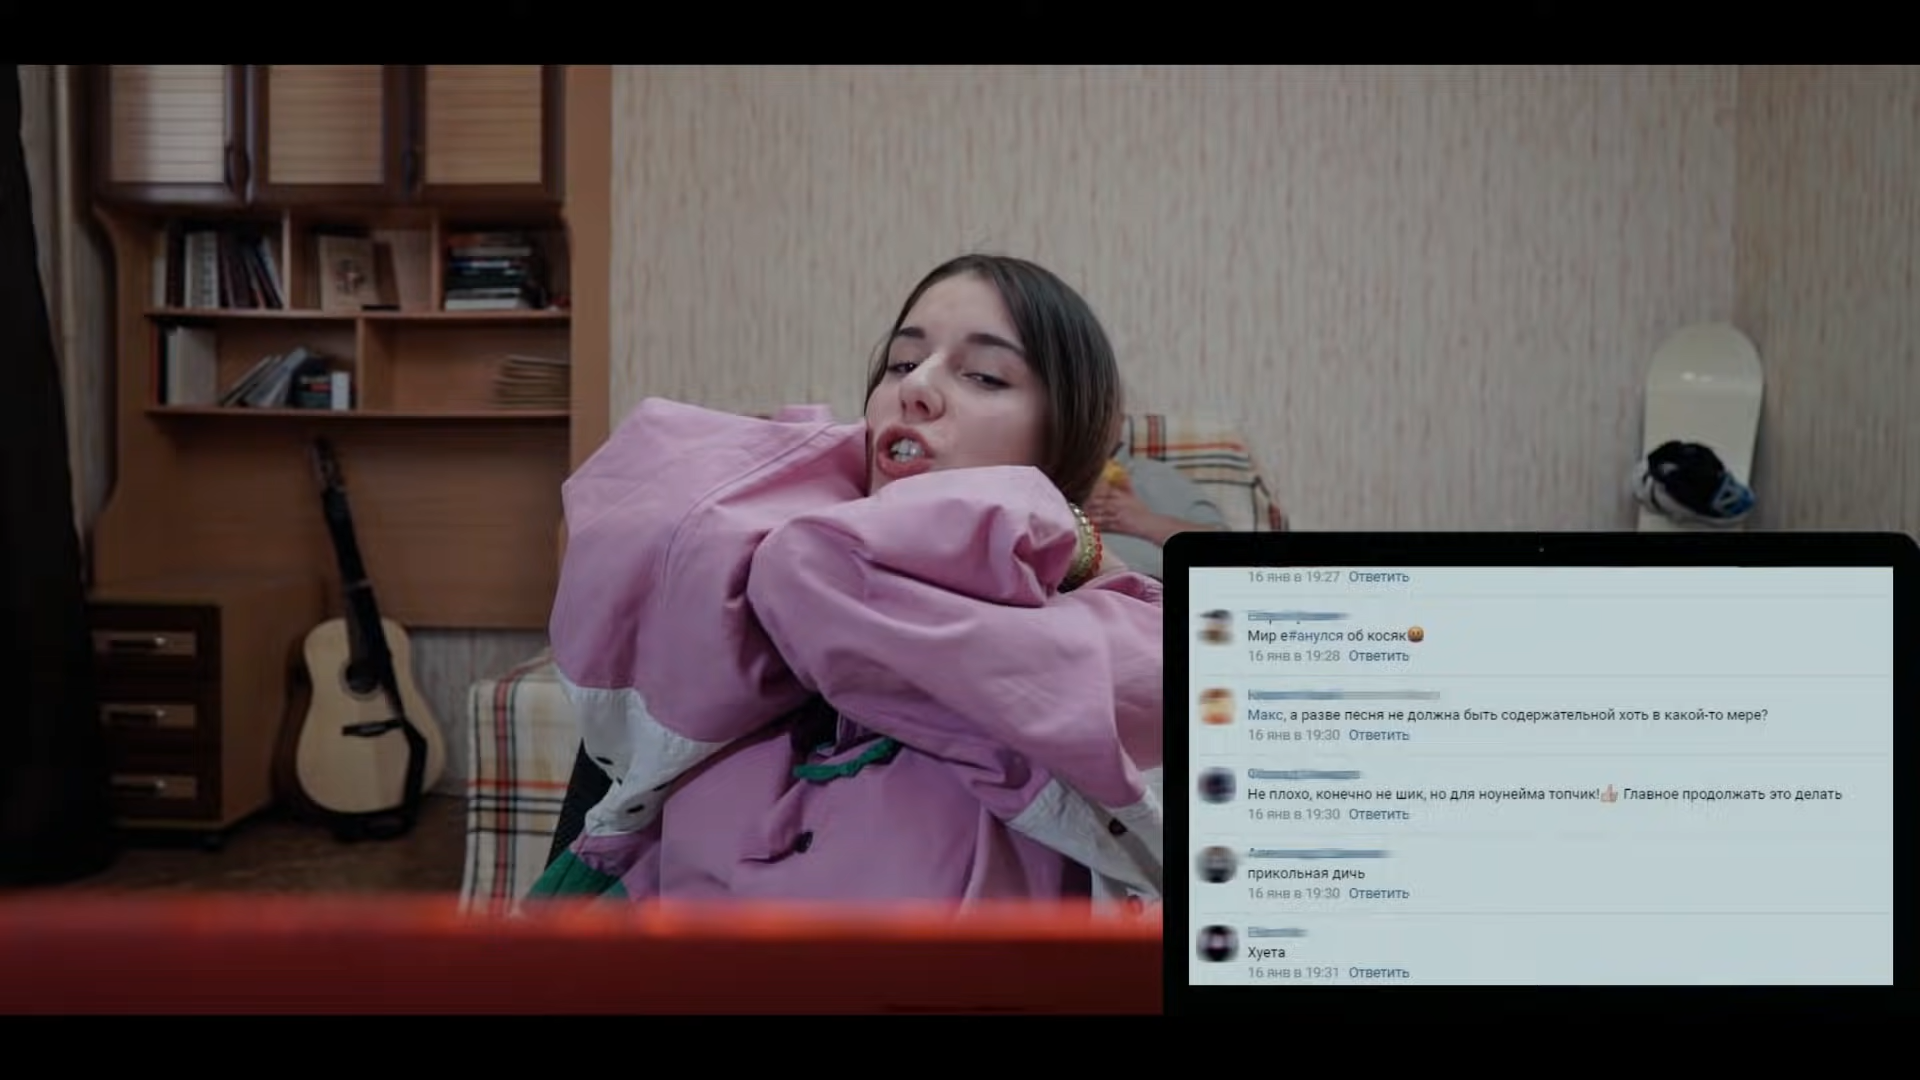 16 янв в 19:27 Ответить
Мир е#анулся об косяк😡
16 янв в 19:28 Ответить
Макс, а разве песня не должна быть содержательной хоть в какой-то мере?
16 янв в 19:30 Ответить
Не плохо, конечно не шик, но для ноунейма топчик!👍 Главное продолжать это делать
16 янв в 19:30 Ответить
прикольная дичь
16 янв в 19:30 Ответить
Хуета
16 янв в 19:31 Ответить